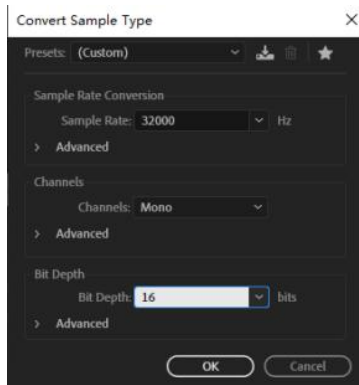 Convert Sample Type
Presets: (Custom)
Sample Rate Conversion
Sample Rate: 32000 Hz
Advanced
Channels
Channels: Mono
Advanced
Bit Depth
Bit Depth: 16 bits
Advanced
OK Cancel